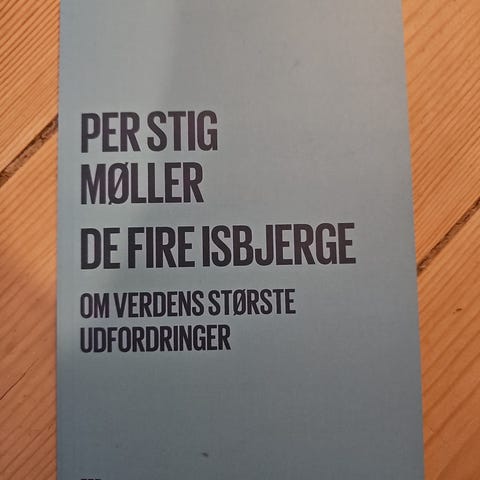 PER STIG
MØLLER
DE FIRE ISBJERGE
OM VERDENS STØRSTE
UDFORDRINGER